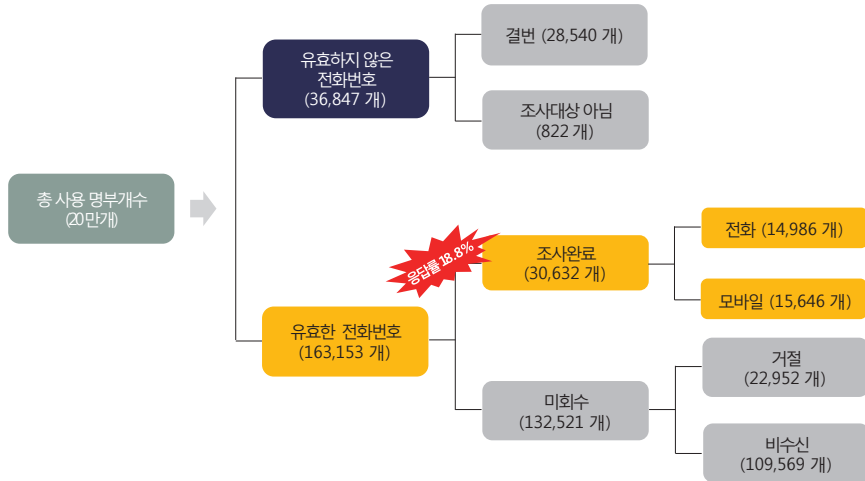 총 사용 명부개수
(20만개)
유효하지 않은
전화번호
(36,847 개)
결번 (28,540 개)
조사대상 아님
(822 개)
유효한 전화번호
(163,153 개)
응답률 18.8%
조사완료
(30,632 개)
전화 (14,986 개)
모바일 (15,646 개)
미회수
(132,521 개)
거절
(22,952 개)
비수신
(109,569 개)